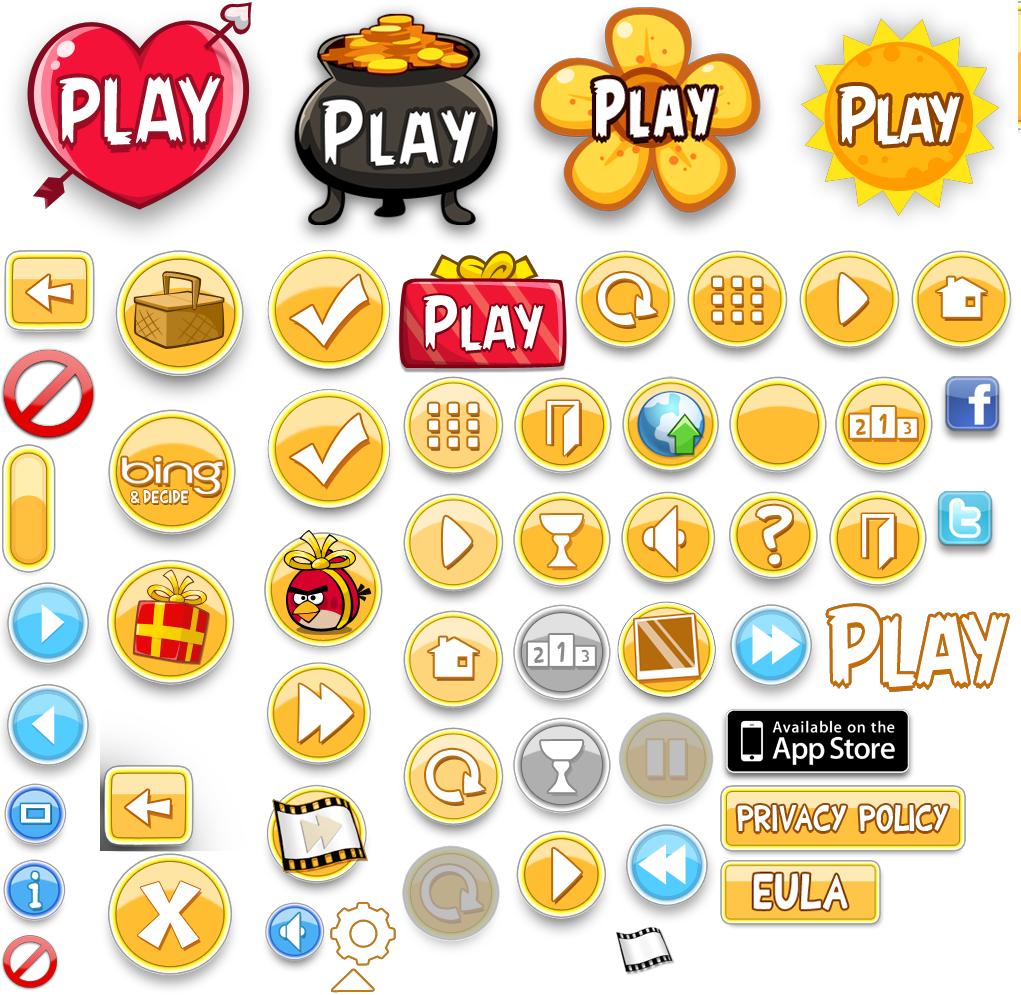 PLAY
PLAY
PLAY
PLAY
PLAY
bing
& DECIDE
2 1 3
f
t
?
i
2 1 3
PLAY
Available on the
App Store
PRIVACY POLICY
EULA
X